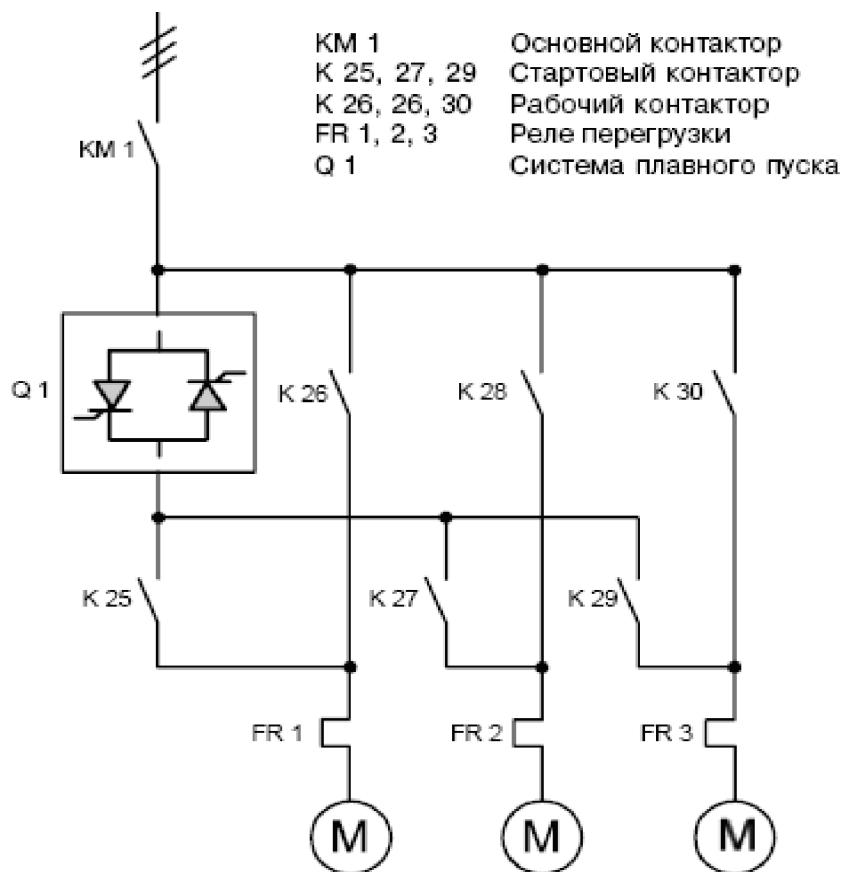 KM 1 Основной контактор
K 25, 27, 29 Стартовый контактор
K 26, 26, 30 Рабочий контактор
FR 1, 2, 3 Реле перегрузки
Q 1 Система плавного пуска
KM 1
Q 1
K 26
K 28
K 30
K 25
K 27
K 29
FR 1
FR 2
FR 3
M
M
M